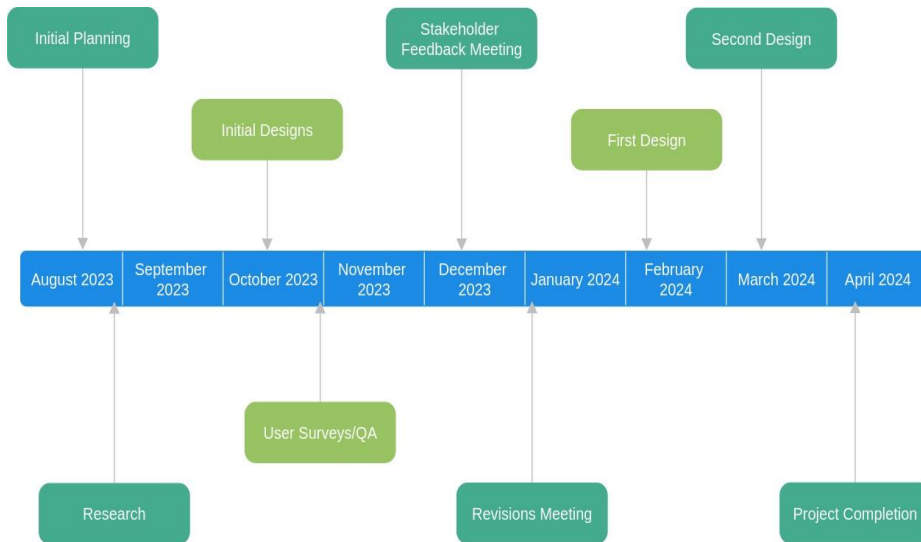 Initial Planning
Stakeholder
Feedback Meeting
Second Design
Initial Designs
First Design
August 2023
September
2023
October 2023
November
2023
December
2023
January 2024
February
2024
March 2024
April 2024
User Surveys/QA
Research
Revisions Meeting
Project Completion